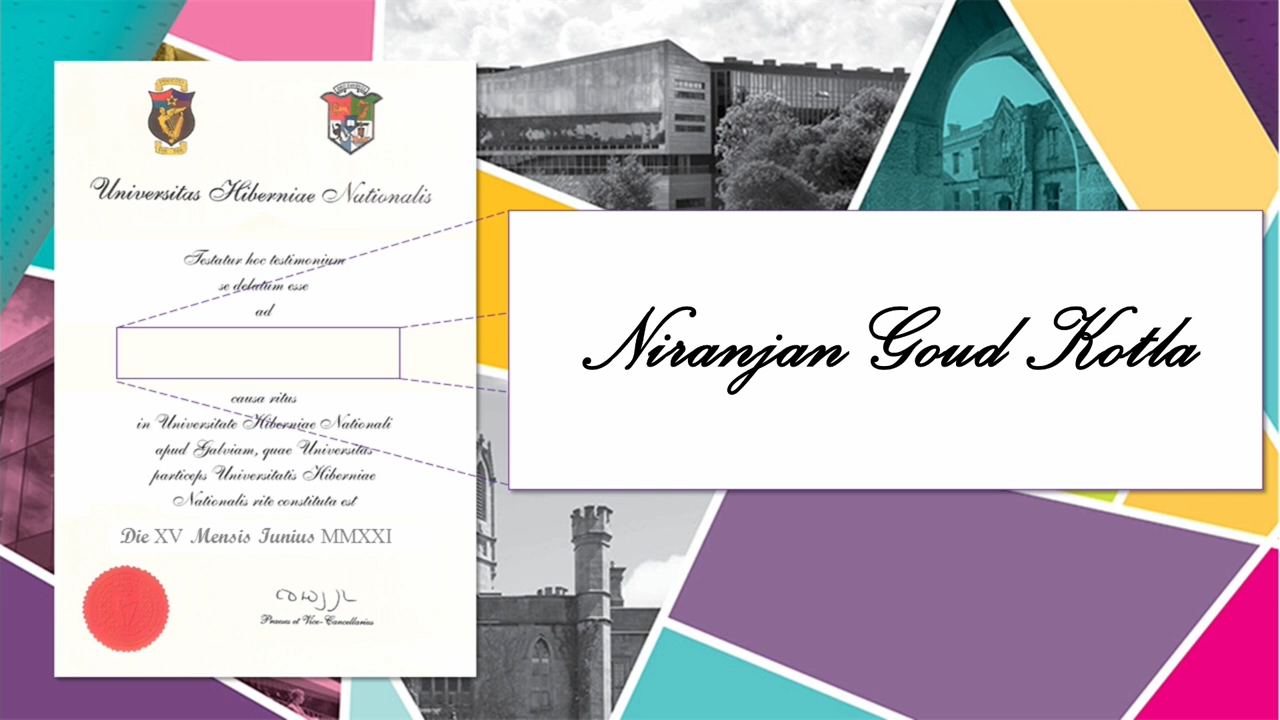 Universitas Hiberniae Nationalis
Testatur hoc testimonium
se delatum esse
ad
causa ritus
in Universitate Hiberniae Nationali
apud Galviam, quae Universitas
particeps Universitatis Hiberniae
Nationalis rite constituta est
Die XV Mensis Iunius MMXXI
Praeses et Vice-Cancellarius
Niranjan Goud Kotla